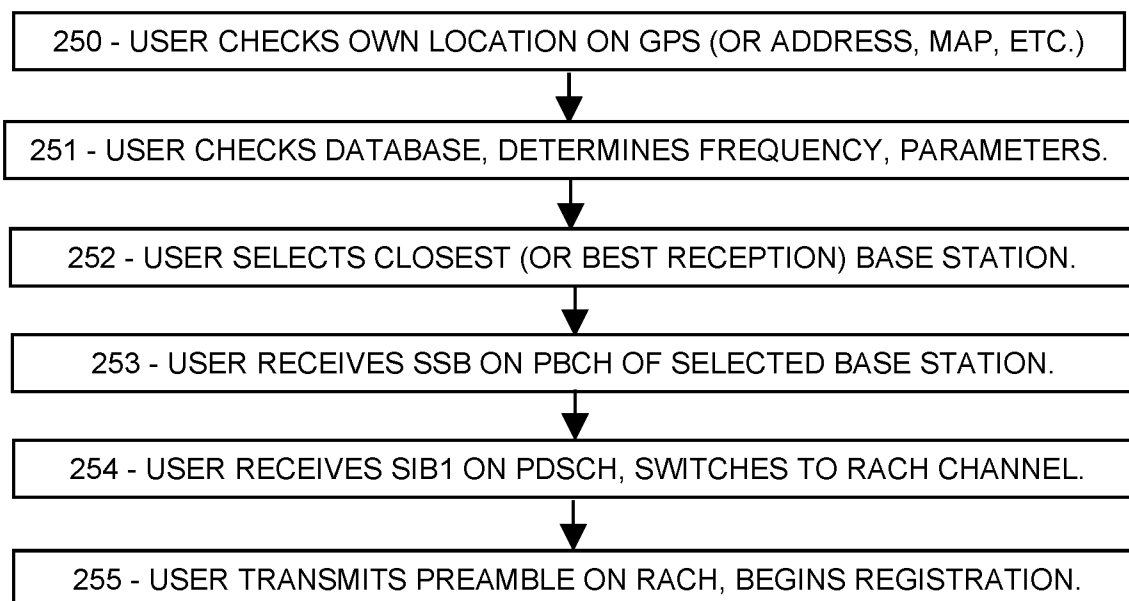 250 - USER CHECKS OWN LOCATION ON GPS (OR ADDRESS, MAP, ETC.)
251 - USER CHECKS DATABASE, DETERMINES FREQUENCY, PARAMETERS.
252 - USER SELECTS CLOSEST (OR BEST RECEPTION) BASE STATION.
253 - USER RECEIVES SSB ON PBCH OF SELECTED BASE STATION.
254 - USER RECEIVES SIB1 ON PDSCH, SWITCHES TO RACH CHANNEL.
255 - USER TRANSMITS PREAMBLE ON RACH, BEGINS REGISTRATION.